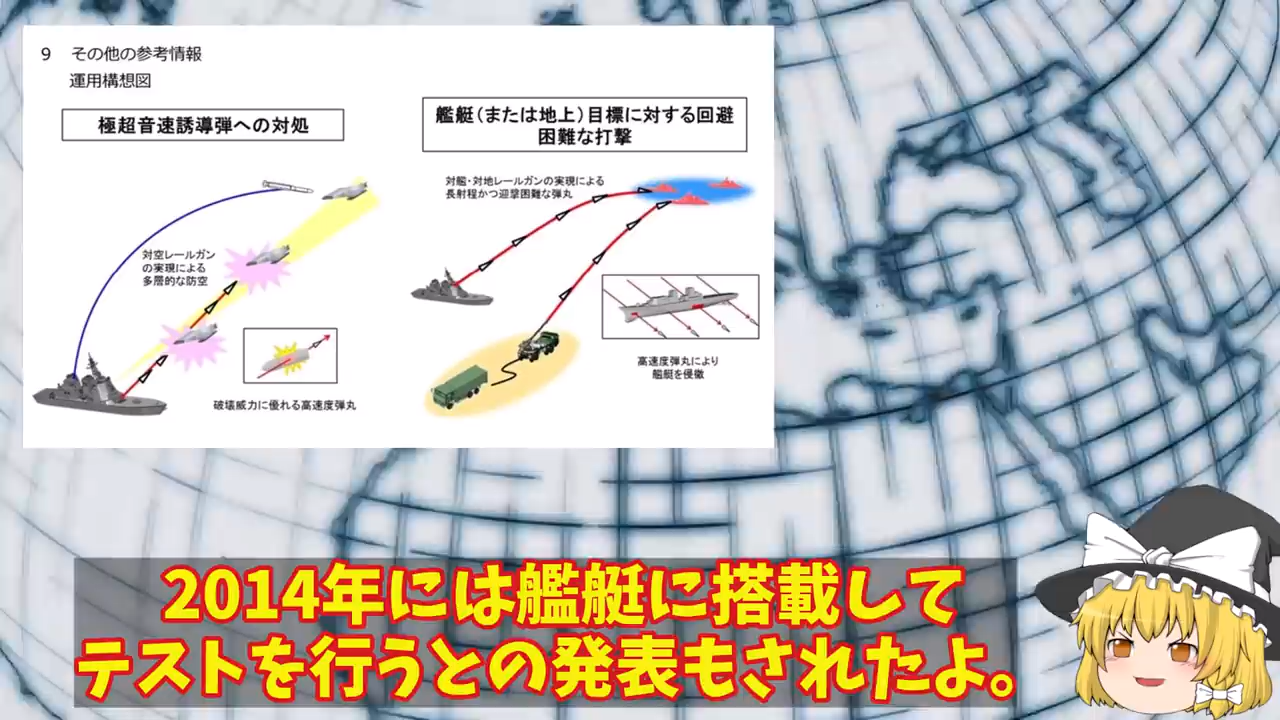 9 その他の参考情報
運用構想図
極超音速誘導弾への対処
対空レールガン
の実現による
多層的な防空
破壊威力に優れる高速度弾丸
艦艇（または地上）目標に対する回避
困難な打撃
対艦・対地レールガンの実現による
長射程かつ迎撃困難な弾丸
高速度弾丸により
艦艇を侵徹
2014年には艦艇に搭載して
テストを行うとの発表もされたよ。